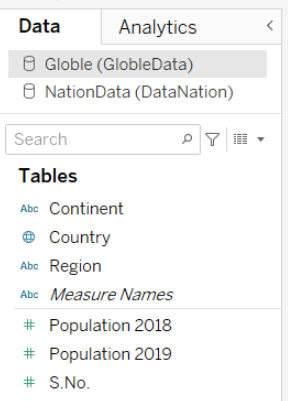 Data Analytics
Globle (GlobleData)
NationData (DataNation)
Search
Tables
Abc Continent
Country
Abc Region
Abc Measure Names
# Population 2018
# Population 2019
# S.No.